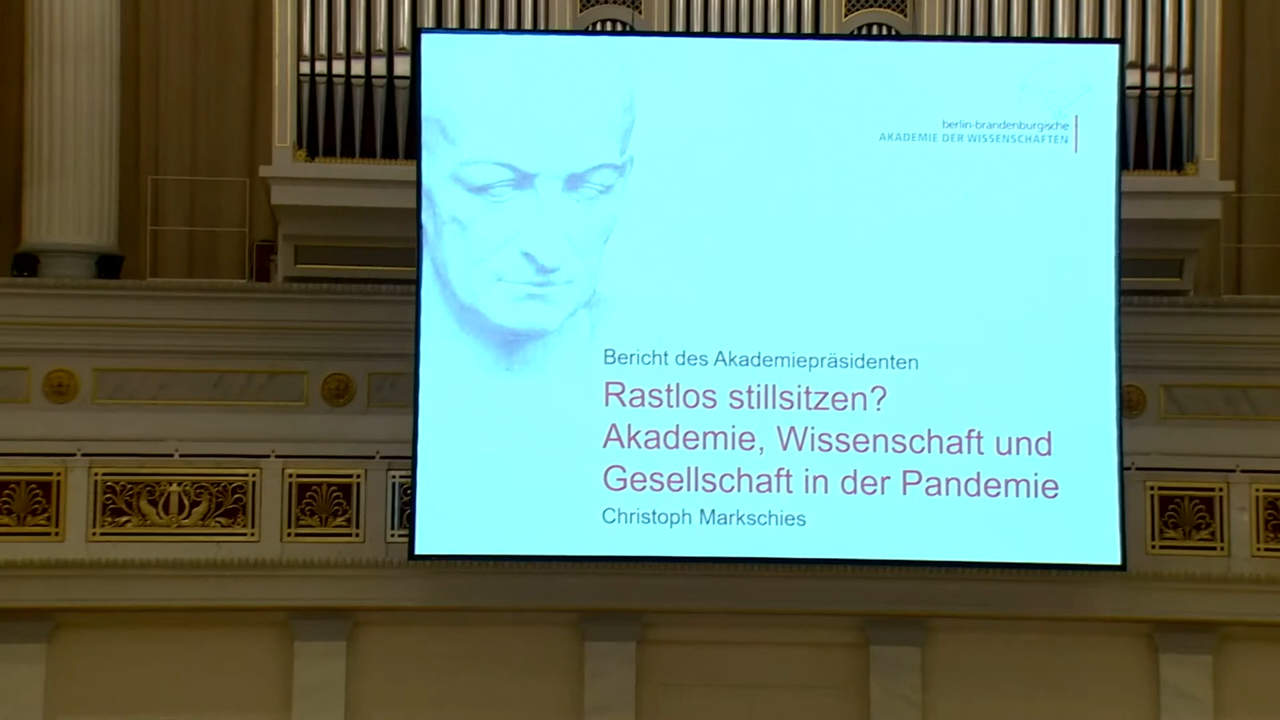 berlin-brandenburgische
AKADEMIE DER WISSENSCHAFTEN
Bericht des Akademiepräsidenten
Rastlos stillsitzen?
Akademie, Wissenschaft und
Gesellschaft in der Pandemie
Christoph Markschies